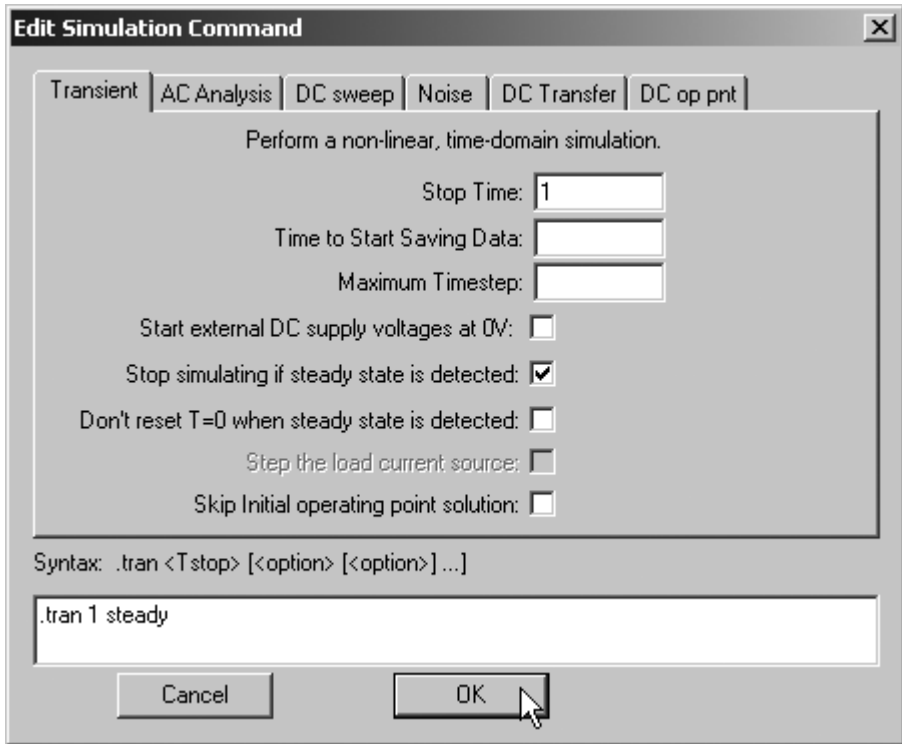 Edit Simulation Command
Transient AC Analysis DC sweep Noise DC Transfer DC op pnt
Perform a non-linear, time-domain simulation.
Stop Time: 1
Time to Start Saving Data:
Maximum Timestep:
Start external DC supply voltages at 0V:
Stop simulating if steady state is detected:
Don't reset T=0 when steady state is detected:
Step the load current source:
Skip Initial operating point solution:
Syntax: .tran <Tstop> [<option> [<option>] ...]
.tran 1 steady
Cancel OK